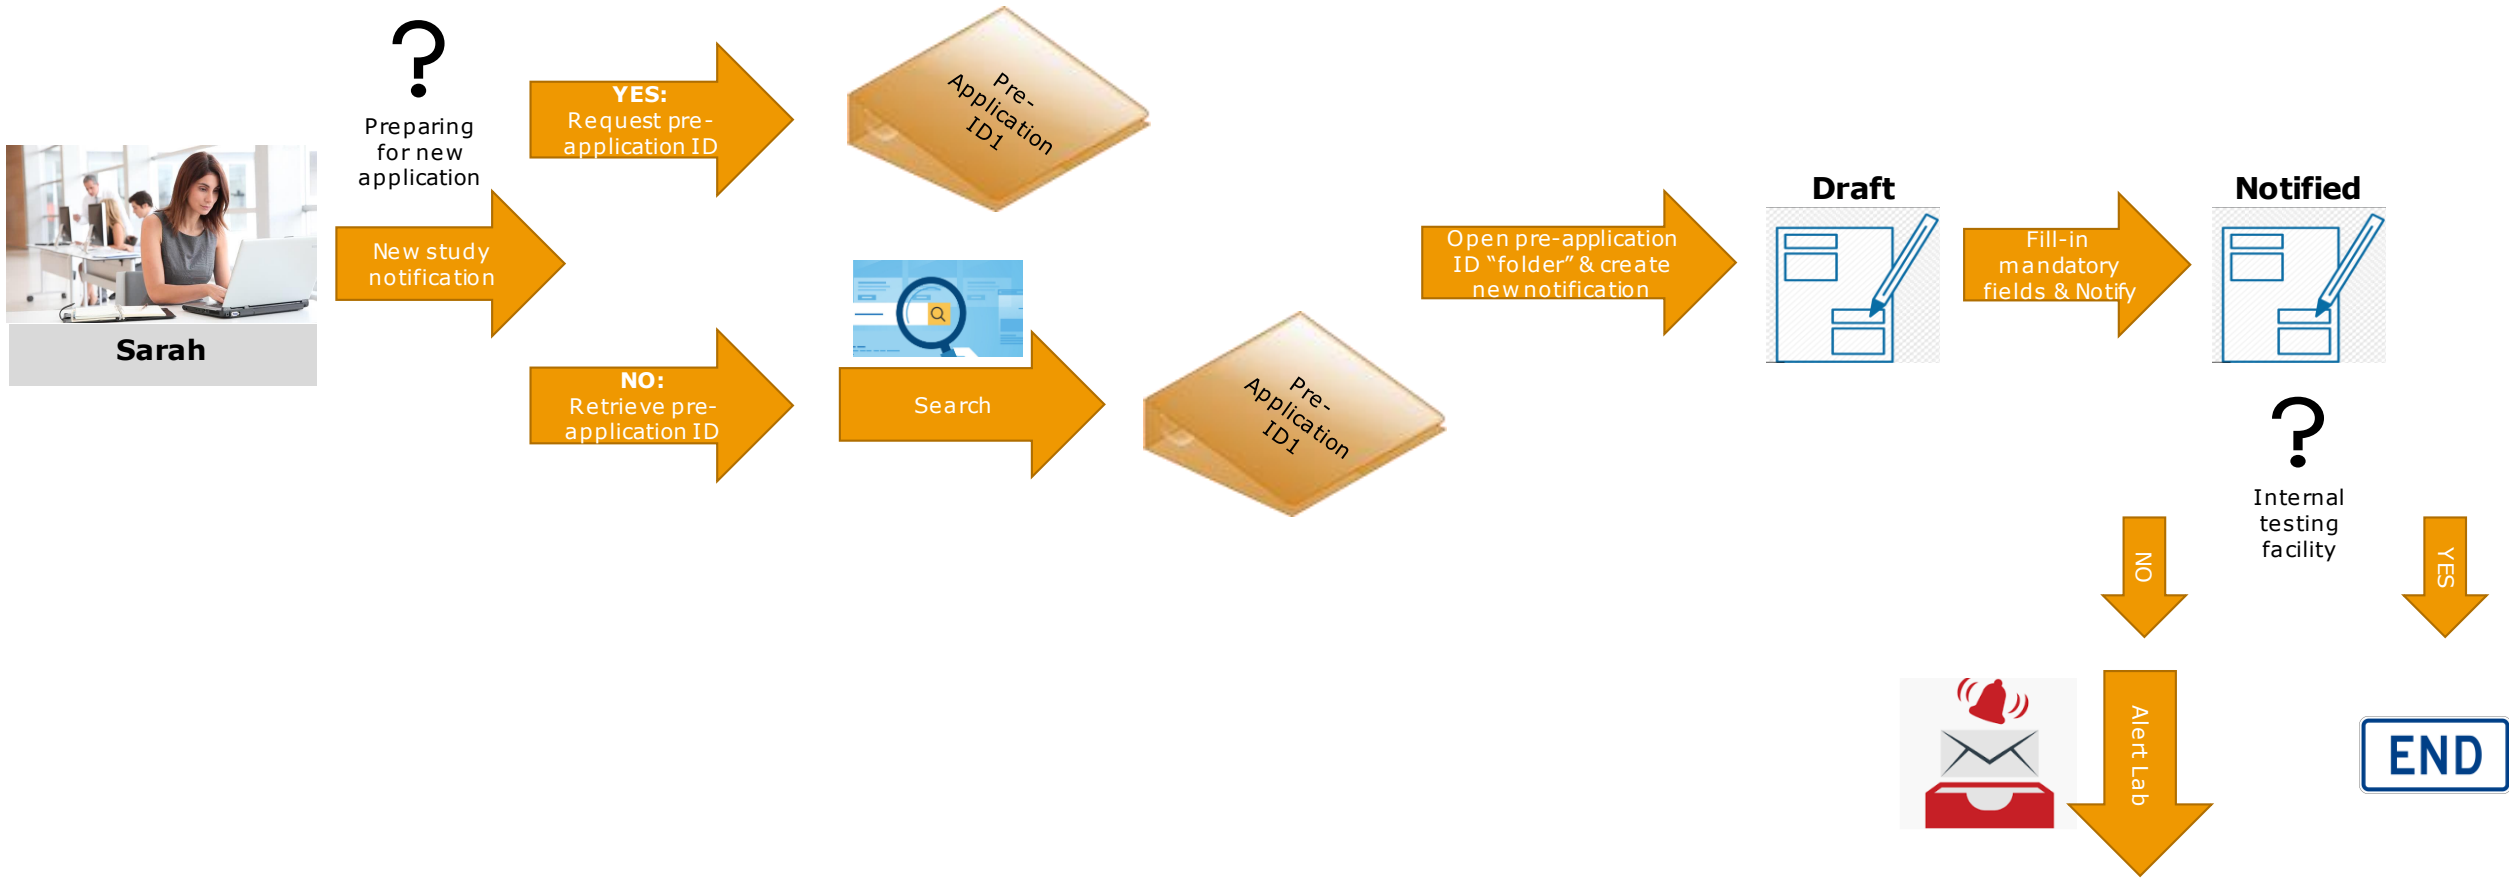 Preparing
for new
application
Sarah
New study
notification
YES:
Request pre-
application ID
Pre-
Application
ID1
NO:
Retrieve pre-
application ID
Search
Pre-
Application
ID1
Open pre-application
ID “folder” & create
new notification
Draft
Fill-in
mandatory
fields & Notify
Notified
Internal
testing
facility
NO
YES
Alert Lab
END